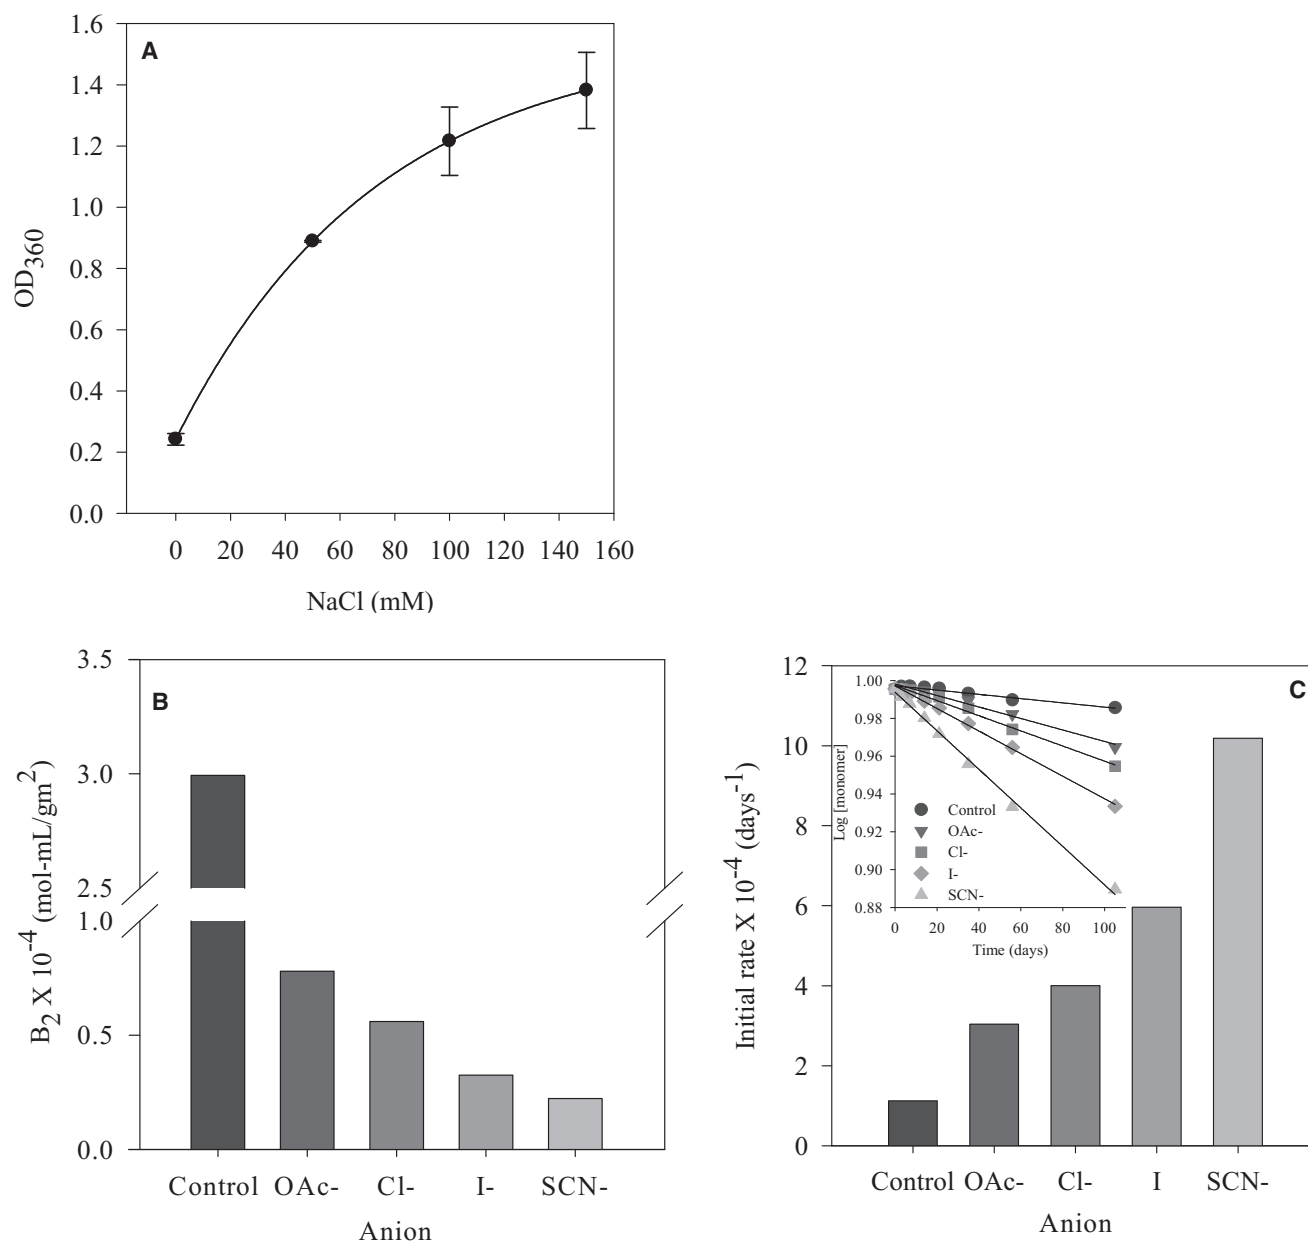 A
1.6
1.4
1.2
1.0
0.8
0.6
0.4
0.2
0.0
OD360
0 20 40 60 80 100 120 140 160
NaCl (mM)
B
3.5
3.0
2.5
1.0
0.5
0.0
B2 X 10-4 (mol-mL/gm2)
Control OAc- Cl- I- SCN-
Anion
C
12
10
8
6
4
2
0
Initial rate X 10-4 (days-1)
1.00
0.98
0.96
0.94
0.92
0.90
0.88
Log [monomer]
Control
OAc-
Cl-
I-
SCN-
0 20 40 60 80 100
Time (days)
Control OAc- Cl- I SCN-
Anion